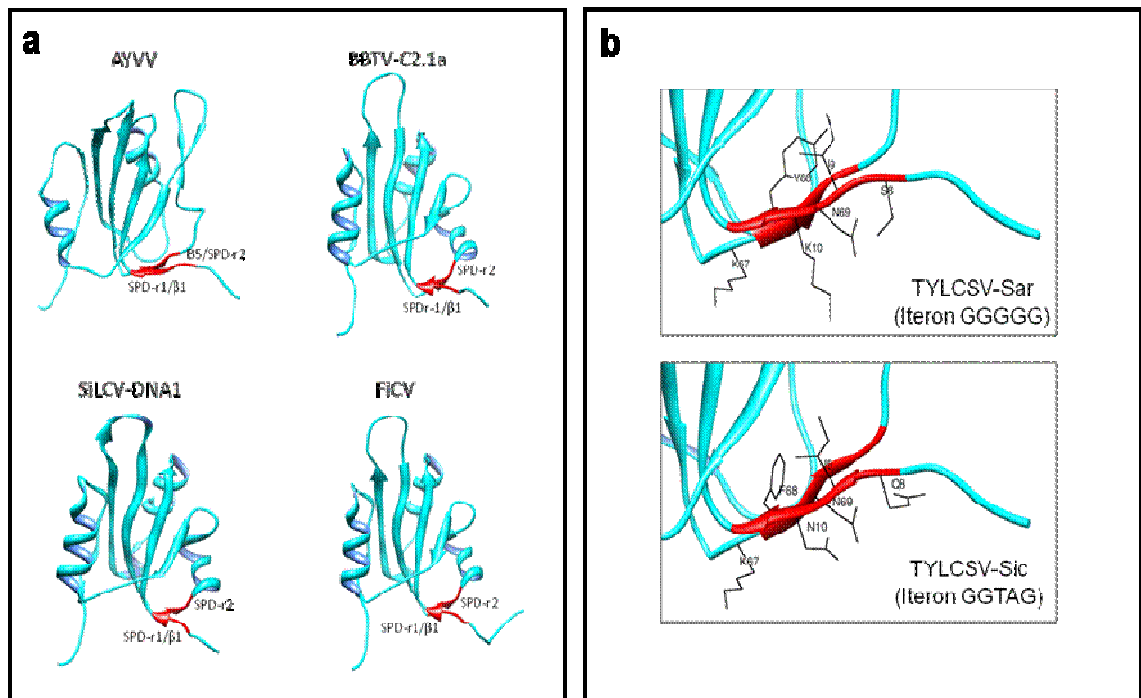 a
AYVV
BBTV-C2.1a
B5/SPD-r2
SPD-r1/β1
SPD-r2
SPDr-1/β1
SiLCV-DNA1
FiCV
SPD-r2
SPD-r1/β1
SPD-r2
SPD-r1/β1
b
N69
K10
K67
TYLCSV-Sar
(Iteron GGGGG)
F68
Q8
N69
N10
K67
TYLCSV-Sic
(Iteron GGTAG)